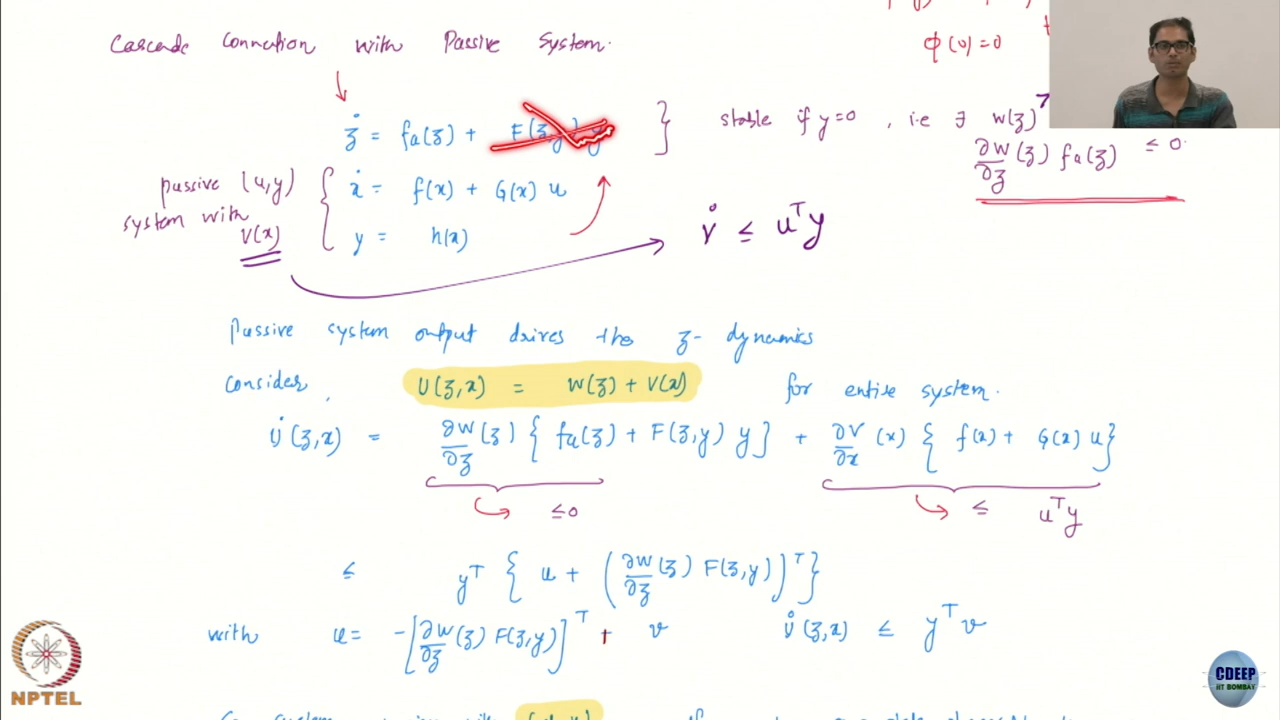 Cascade Connection with Passive System.
φ(0)=0
ż = fa(z) + F(z,y) y } stable if y=0 , i.e ∃ W(z)
∂W/∂z (z) fa(z) ≤ 0.
passive (u,y) system with V(x) { ẋ = f(x) + G(x) u
y = h(x)
V̇ ≤ uᵀy
Passive system output drives the z- dynamics
consider, U(z,x) = W(z) + V(x) for entire system.
U̇(z,x) = ∂W/∂z (z) { fa(z) + F(z,y) y } + ∂V/∂x (x) { f(x) + G(x) u }
≤0 ≤ uᵀy
≤ yᵀ { u + ( ∂W/∂z (z) F(z,y) )ᵀ }
with u= -[ ∂W/∂z (z) F(z,y) ]ᵀ + v U̇(z,x) ≤ yᵀv
NPTEL
CDEEP
IIT BOMBAY